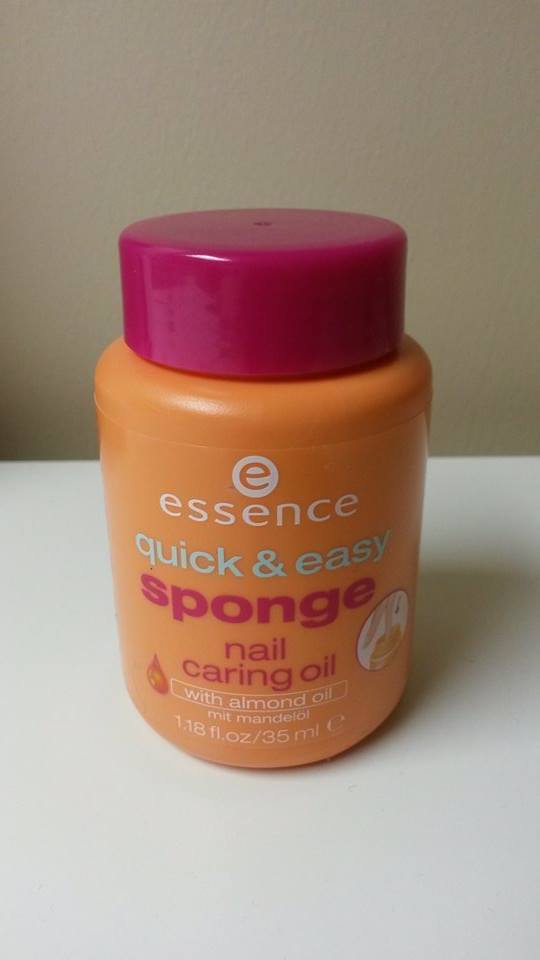 e
essence
quick & easy
sponge
nail
caring oil
with almond oil
mit mandelöl
1.18 fl.oz/35 ml ℮